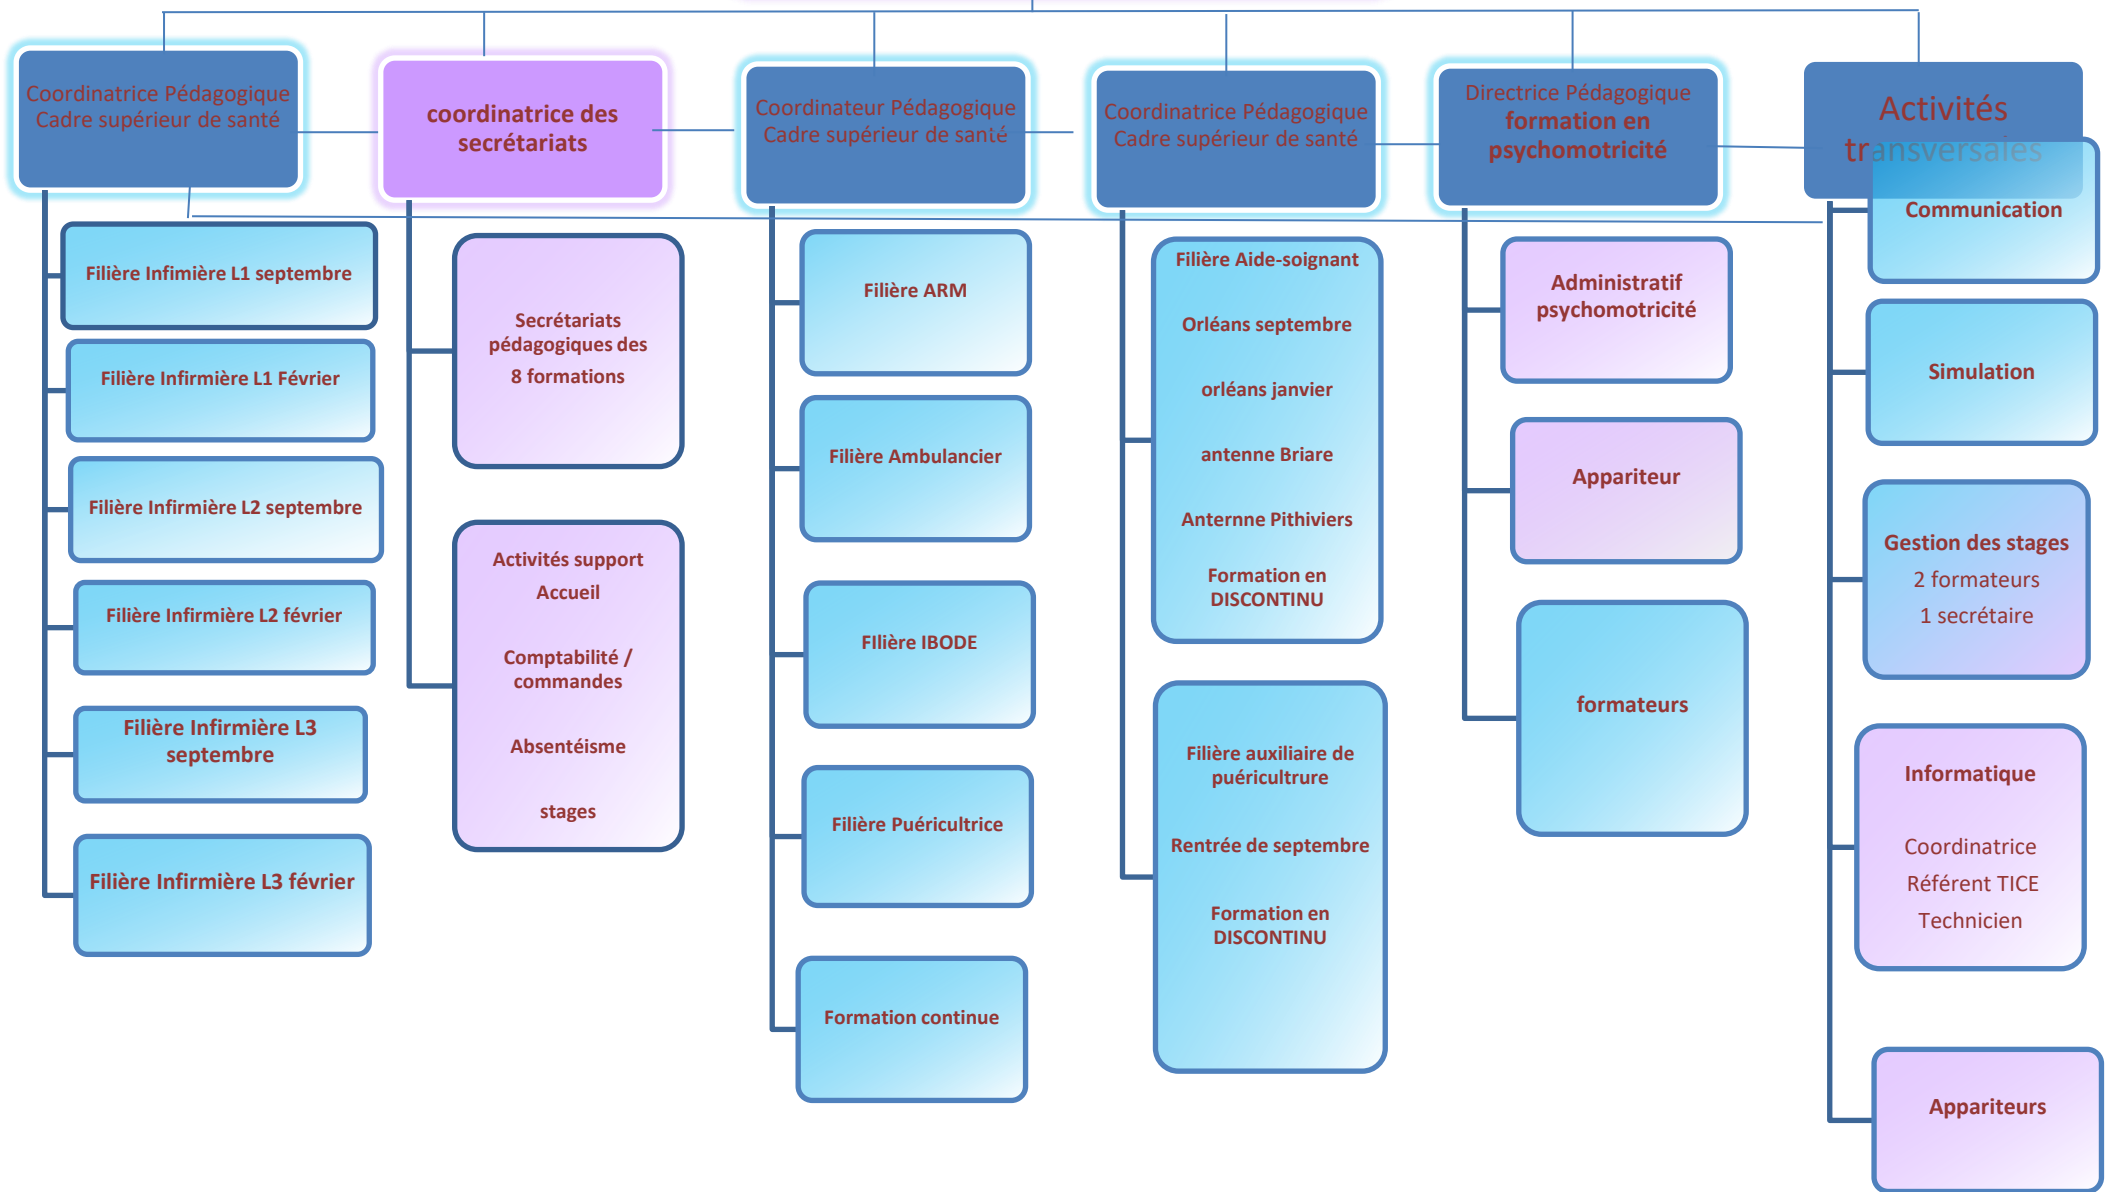 Coordinatrice Pédagogique
Cadre supérieur de santé
coordinatrice des
secrétariats
Coordinateur Pédagogique
Cadre supérieur de santé
Coordinatrice Pédagogique
Cadre supérieur de santé
Directrice Pédagogique
formation en
psychomotricité
Activités
transversales
Filière Infimière L1 septembre
Filière Infirmière L1 Février
Filière Infirmière L2 septembre
Filière Infirmière L2 février
Filière Infirmière L3
septembre
Filière Infirmière L3 février
Secrétariats
pédagogiques des
8 formations
Activités support
Accueil
Comptabilité /
commandes
Absentéisme
stages
Filière ARM
Filière Ambulancier
FIlière IBODE
Filière Puéricultrice
Formation continue
Filière Aide-soignant
Orléans septembre
orléans janvier
antenne Briare
Anternne Pithiviers
Formation en
DISCONTINU
Filière auxiliaire de
puéricultrure
Rentrée de septembre
Formation en
DISCONTINU
Administratif
psychomotricité
Appariteur
formateurs
Communication
Simulation
Gestion des stages
2 formateurs
1 secrétaire
Informatique
Coordinatrice
Référent TICE
Technicien
Appariteurs